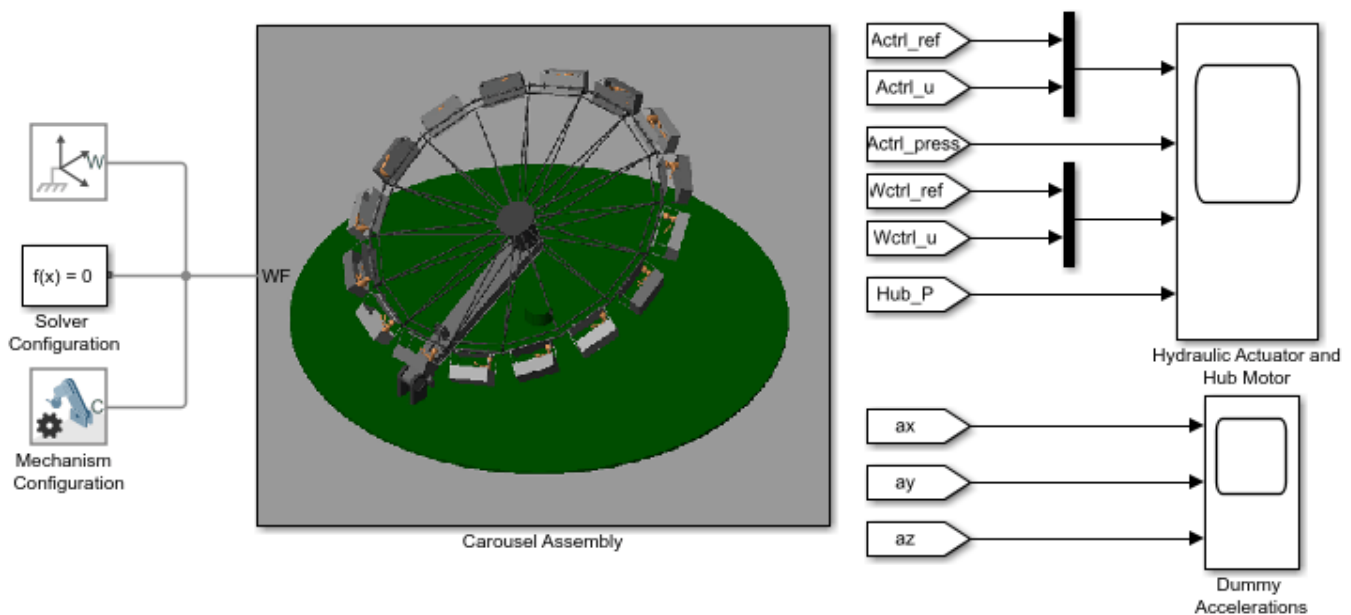 W
f(x) = 0
Solver
Configuration
C
Mechanism
Configuration
WF
Carousel Assembly
Actrl_ref
Actrl_u
Actrl_press
Wctrl_ref
Wctrl_u
Hub_P
Hydraulic Actuator and
Hub Motor
ax
ay
az
Dummy
Accelerations